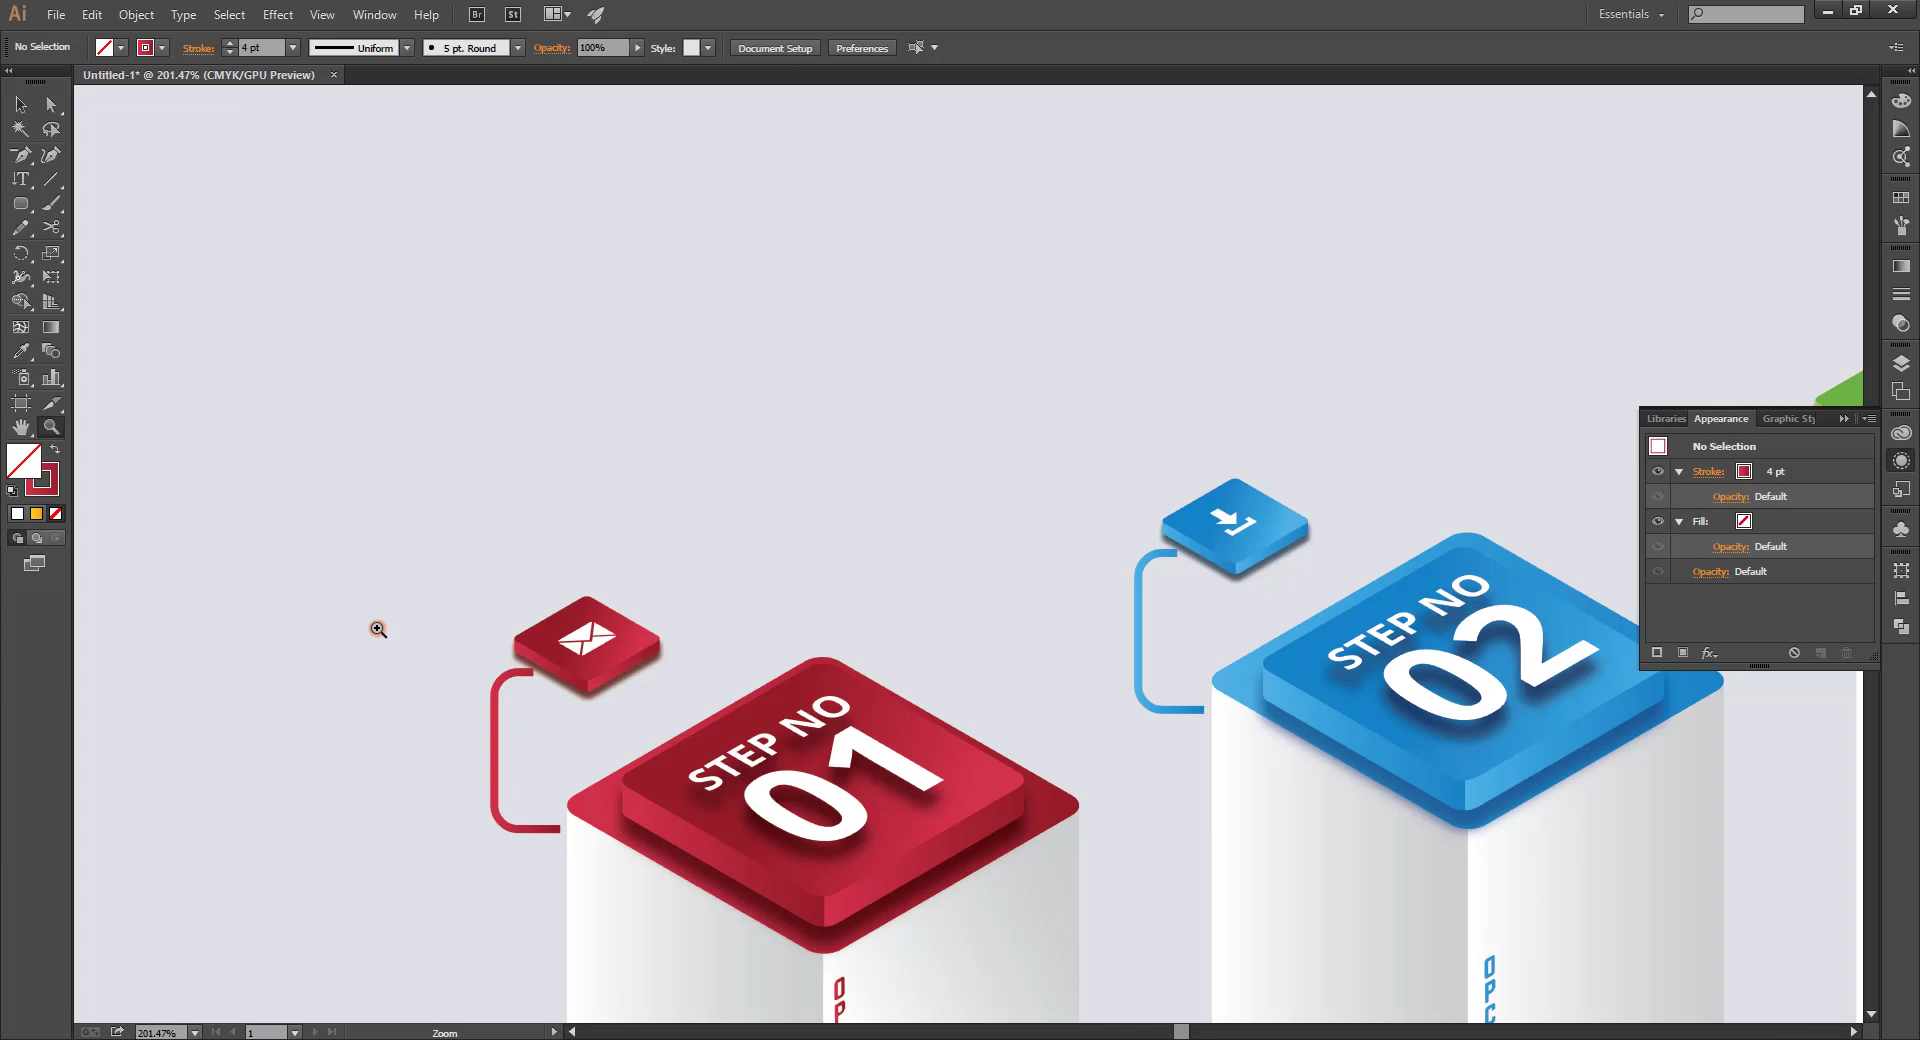 Ai File Edit Object Type Select Effect View Window Help Br St Essentials
No Selection Stroke: 4 pt Uniform 5 pt. Round Opacity: 100% Style: Document Setup Preferences
Untitled-1* @ 201.47% (CMYK/GPU Preview)
Libraries Appearance Graphic Sty
No Selection
Stroke: 4 pt
Opacity: Default
Fill:
Opacity: Default
Opacity: Default
fx
STEP NO
02
STEP NO
01
O
P
C
O
P
201.47% 1 Zoom